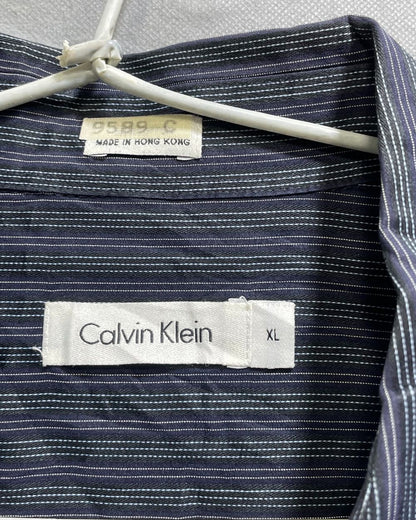 9589 C
MADE IN HONG KONG
Calvin Klein
XL